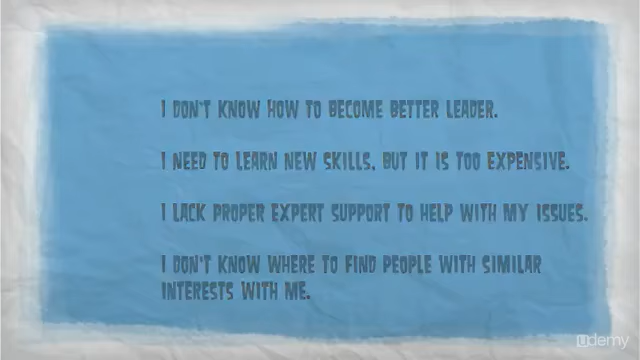 I DON'T KNOW HOW TO BECOME BETTER LEADER.
I NEED TO LEARN NEW SKILLS, BUT IT IS TOO EXPENSIVE.
I LACK PROPER EXPERT SUPPORT TO HELP WITH MY ISSUES.
I DON'T KNOW WHERE TO FIND PEOPLE WITH SIMILAR
INTERESTS WITH ME.
udemy